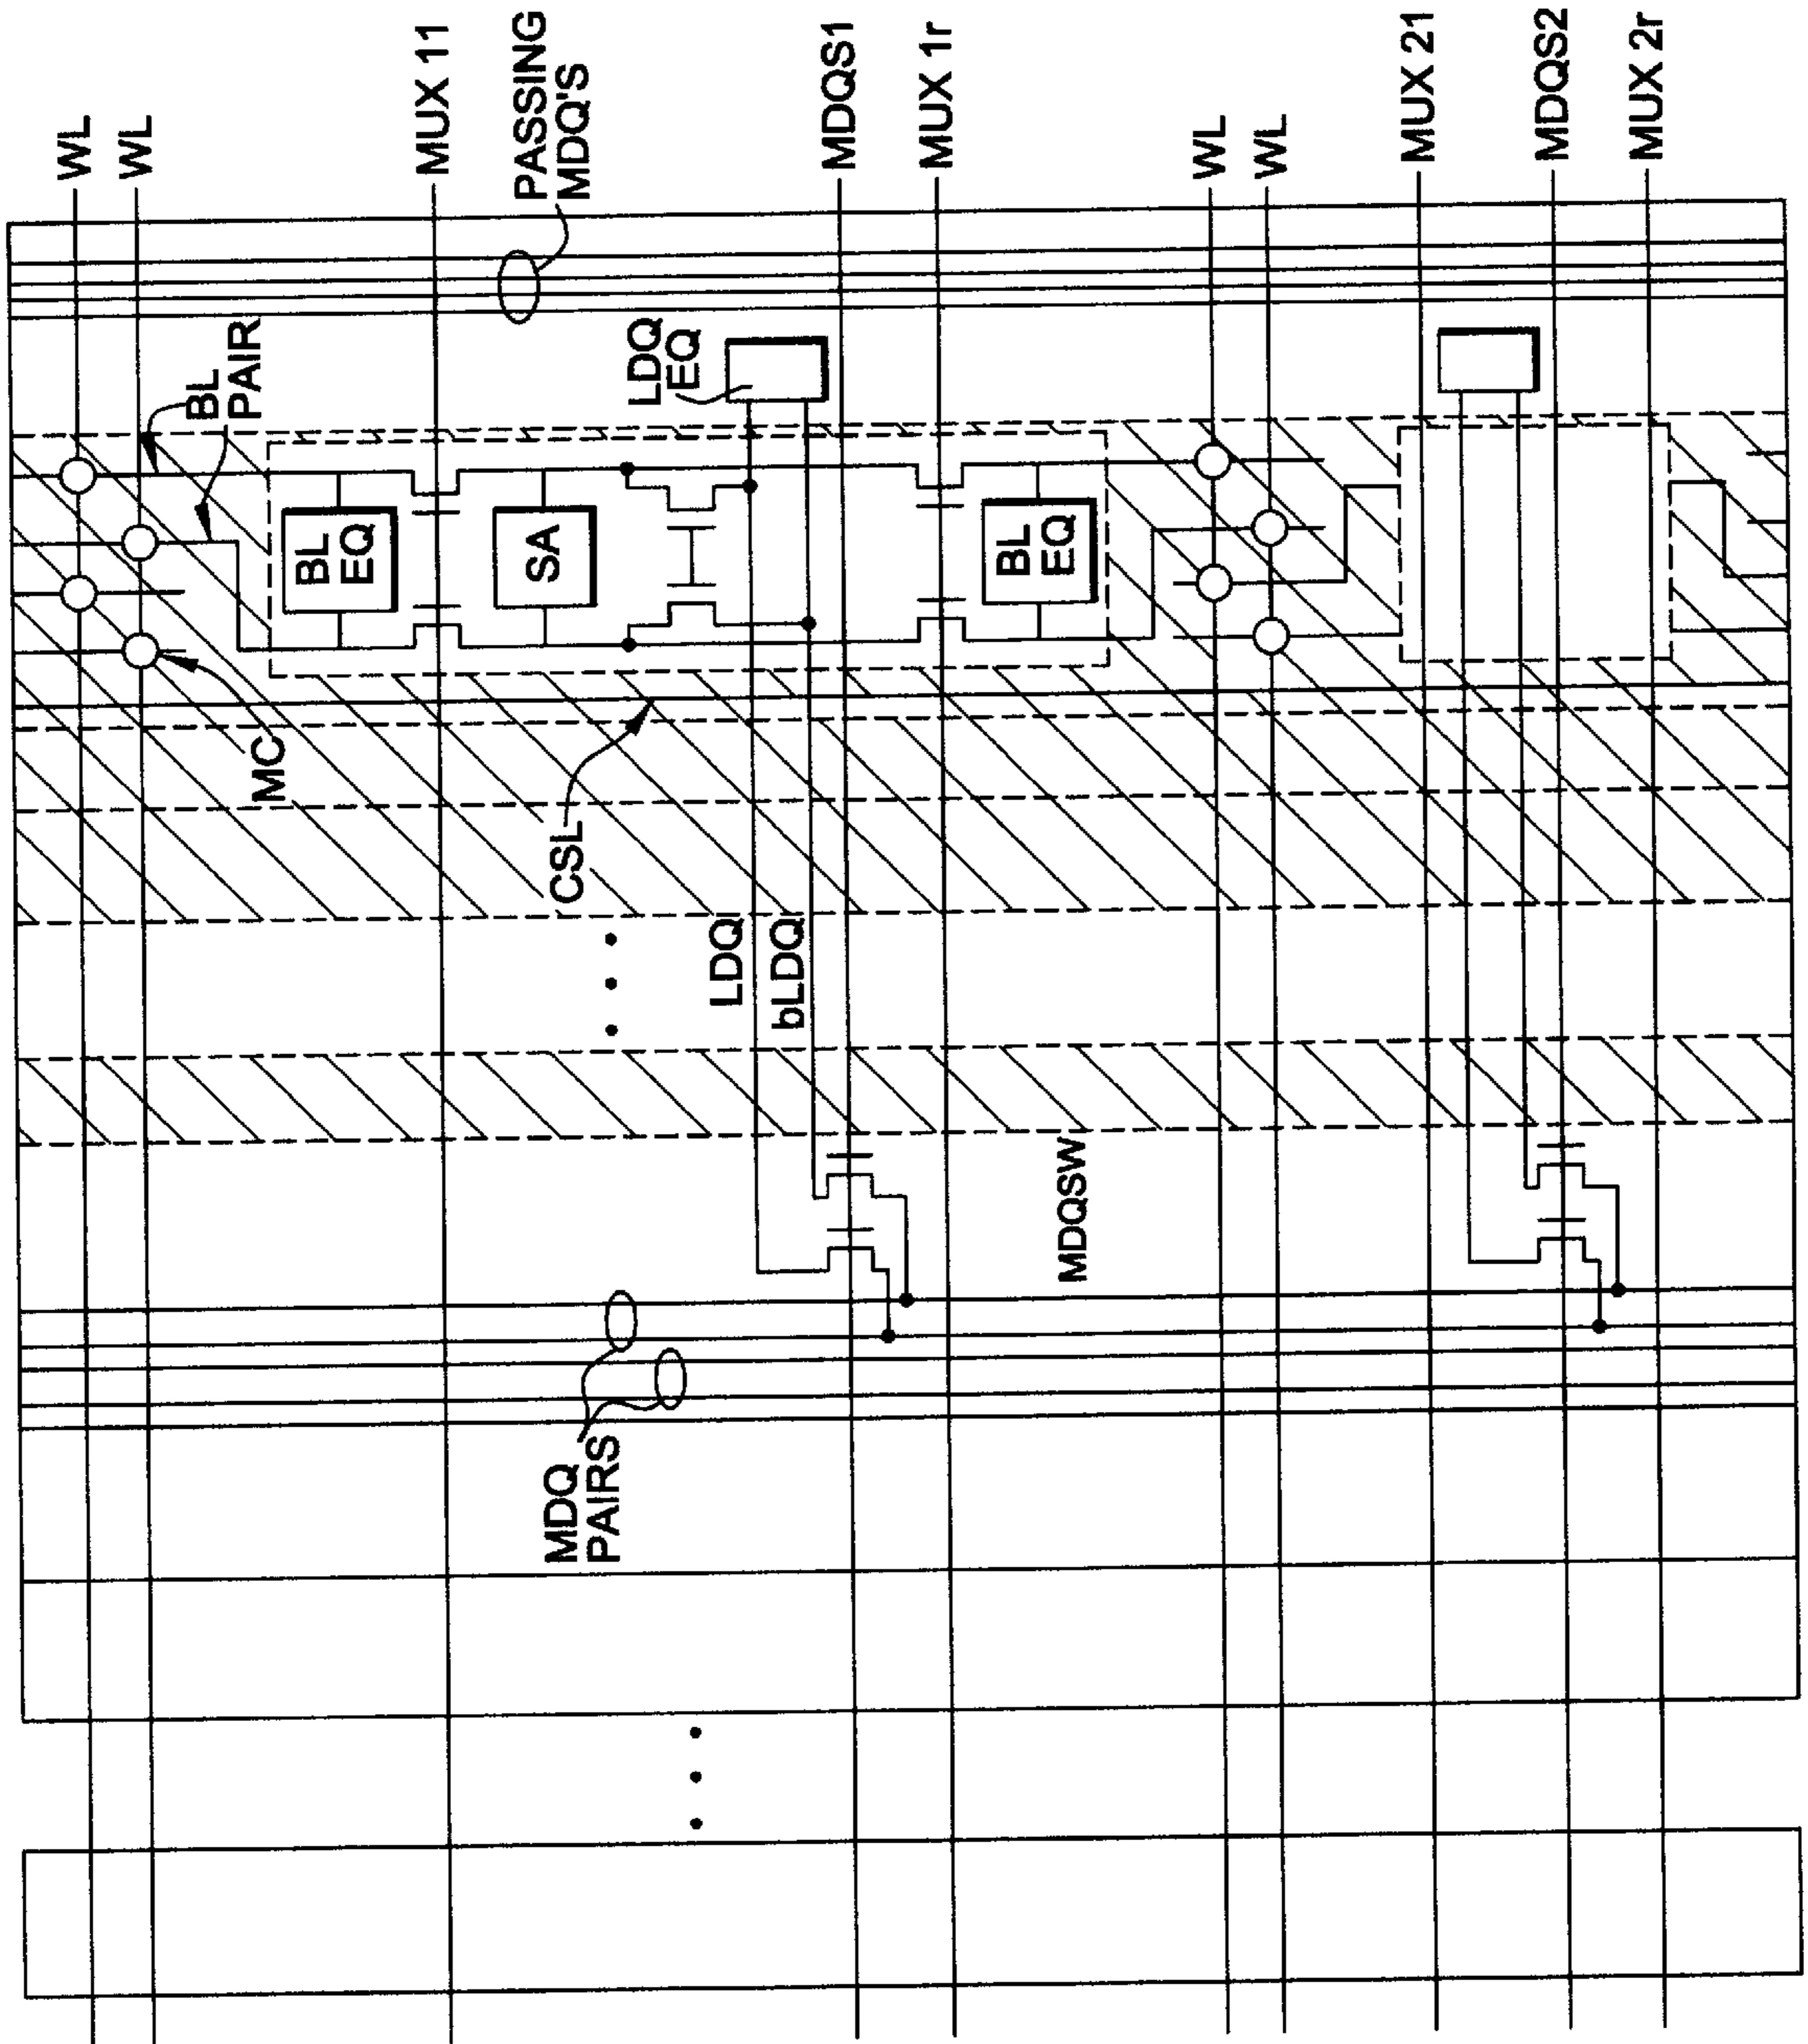 WL
WL
MUX 11
PASSING
MDQ'S
MDQS1
MUX 1r
WL
WL
MUX 21
MDQS2
MUX 2r
BL
PAIR
LDQ
EQ
BL
EQ
SA
BL
EQ
MC
CSL
LDQ
bLDQ
MDQSW
MDQ
PAIRS